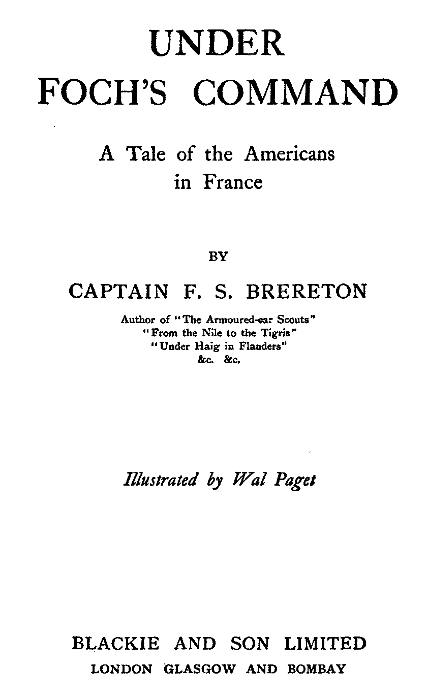 UNDER
FOCH'S COMMAND
A Tale of the Americans
in France
BY
CAPTAIN F. S. BRERETON
Author of "The Armoured-car Scouts"
"From the Nile to the Tigris"
"Under Haig in Flanders"
&c. &c.
Illustrated by Wal Paget
BLACKIE AND SON LIMITED
LONDON GLASGOW AND BOMBAY